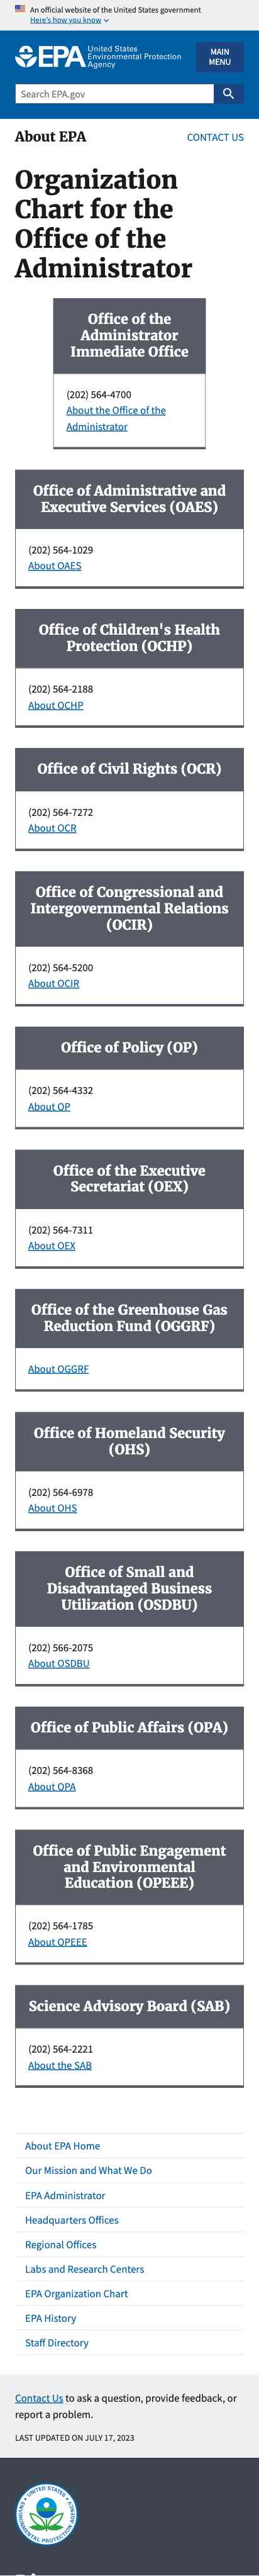 An official website of the United States government
Here's how you know
EPA United States
Environmental Protection
Agency
MAIN
MENU
Search EPA.gov
About EPA
CONTACT US
Organization
Chart for the
Office of the
Administrator
Office of the
Administrator
Immediate Office
(202) 564-4700
About the Office of the
Administrator
Office of Administrative and
Executive Services (OAES)
(202) 564-1029
About OAES
Office of Children's Health
Protection (OCHP)
(202) 564-2188
About OCHP
Office of Civil Rights (OCR)
(202) 564-7272
About OCR
Office of Congressional and
Intergovernmental Relations
(OCIR)
(202) 564-5200
About OCIR
Office of Policy (OP)
(202) 564-4332
About OP
Office of the Executive
Secretariat (OEX)
(202) 564-7311
About OEX
Office of the Greenhouse Gas
Reduction Fund (OGGRF)
About OGGRF
Office of Homeland Security
(OHS)
(202) 564-6978
About OHS
Office of Small and
Disadvantaged Business
Utilization (OSDBU)
(202) 566-2075
About OSDBU
Office of Public Affairs (OPA)
(202) 564-8368
About OPA
Office of Public Engagement
and Environmental
Education (OPEEE)
(202) 564-1785
About OPEEE
Science Advisory Board (SAB)
(202) 564-2221
About the SAB
About EPA Home
Our Mission and What We Do
EPA Administrator
Headquarters Offices
Regional Offices
Labs and Research Centers
EPA Organization Chart
EPA History
Staff Directory
Contact Us to ask a question, provide feedback, or
report a problem.
LAST UPDATED ON JULY 17, 2023
UNITED STATES
ENVIRONMENTAL PROTECTION AGENCY